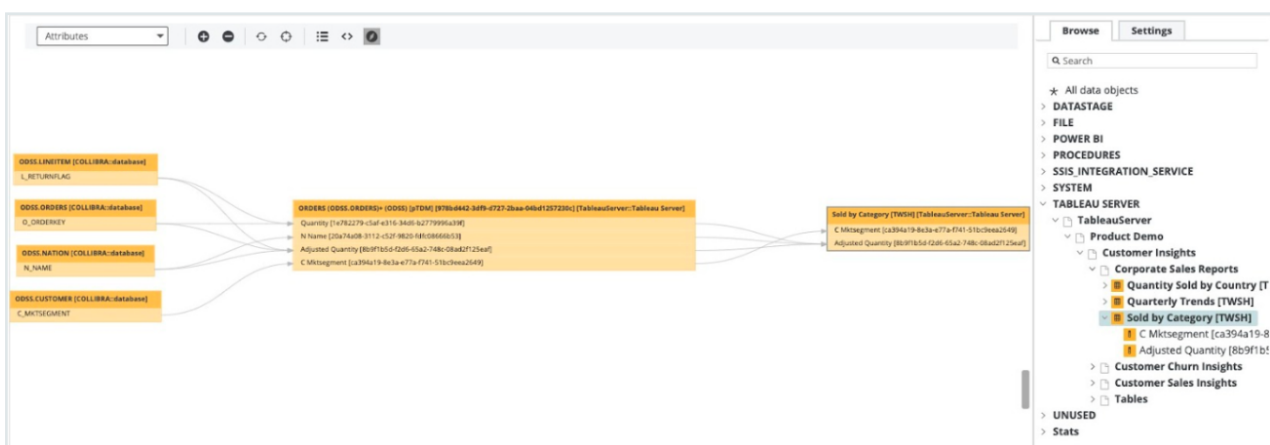 Attributes
Browse
Settings
Search
All data objects
DATASTAGE
FILE
POWER BI
PROCEDURES
SSIS_INTEGRATION_SERVICE
SYSTEM
TABLEAU SERVER
TableauServer
Product Demo
Customer Insights
Corporate Sales Reports
Quantity Sold by Country [T
Quarterly Trends [TWSH]
Sold by Category [TWSH]
C Mktsegment [ca394a19-8
Adjusted Quantity [8b9f1b5
Customer Churn Insights
Customer Sales Insights
Tables
UNUSED
Stats
ODSS.LINEITEM [COLLIBRA::database]
L_RETURNFLAG
ODSS.ORDERS [COLLIBRA::database]
O_ORDERKEY
ODSS.NATION [COLLIBRA::database]
N_NAME
ODSS.CUSTOMER [COLLIBRA::database]
C_MKTSEGMENT
ORDERS (ODSS.ORDERS)+ (ODSS) [pTDM] [978bd442-3df9-d727-2baa-04bd1257230c] [TableauServer::Tableau Server]
Quantity [1e782279-c5af-e316-34d6-b2779996a39f]
N Name
Adjusted Quantity [8b9f1b5d-f2d6-65a2-748c-08ad2f125eaf]
C Mktsegment [ca394a19-8e3a-e77a-f741-51bc9eea2649]
Sold by Category [TWSH] [TableauServer::Tableau Server]
C Mktsegment [ca394a19-8e3a-e77a-f741-51bc9eea2649]
Adjusted Quantity [8b9f1b5d-f2d6-65a2-748c-08ad2f125eaf]